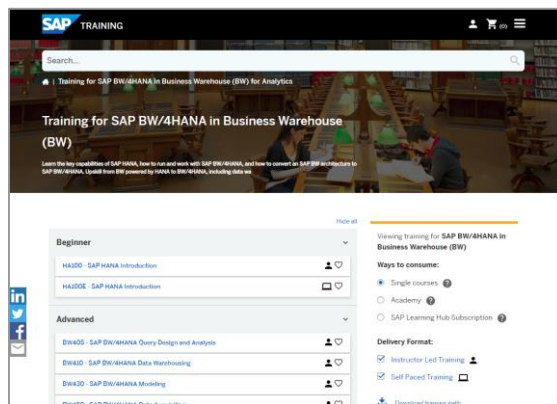 SAP TRAINING
(0)
Search...
| Training for SAP BW/4HANA in Business Warehouse (BW) for Analytics
Training for SAP BW/4HANA in Business Warehouse
(BW)
Learn the key capabilities of SAP HANA, how to run and work with SAP BW/4HANA, and how to convert an SAP BW architecture to
SAP BW/4HANA. Upskill from BW powered by HANA to BW/4HANA, including data wa
Hide all
Beginner
HA100 - SAP HANA Introduction
HA100E - SAP HANA Introduction
Advanced
BW405 - SAP BW/4HANA Query Design and Analysis
BW410 - SAP BW/4HANA Data Warehousing
BW430 - SAP BW/4HANA Modeling
Viewing training for SAP BW/4HANA in
Business Warehouse (BW)
Ways to consume:
Single courses ?
Academy ?
SAP Learning Hub Subscription ?
Delivery Format:
Instructor Led Training
Self Paced Training
Download training path
in
f